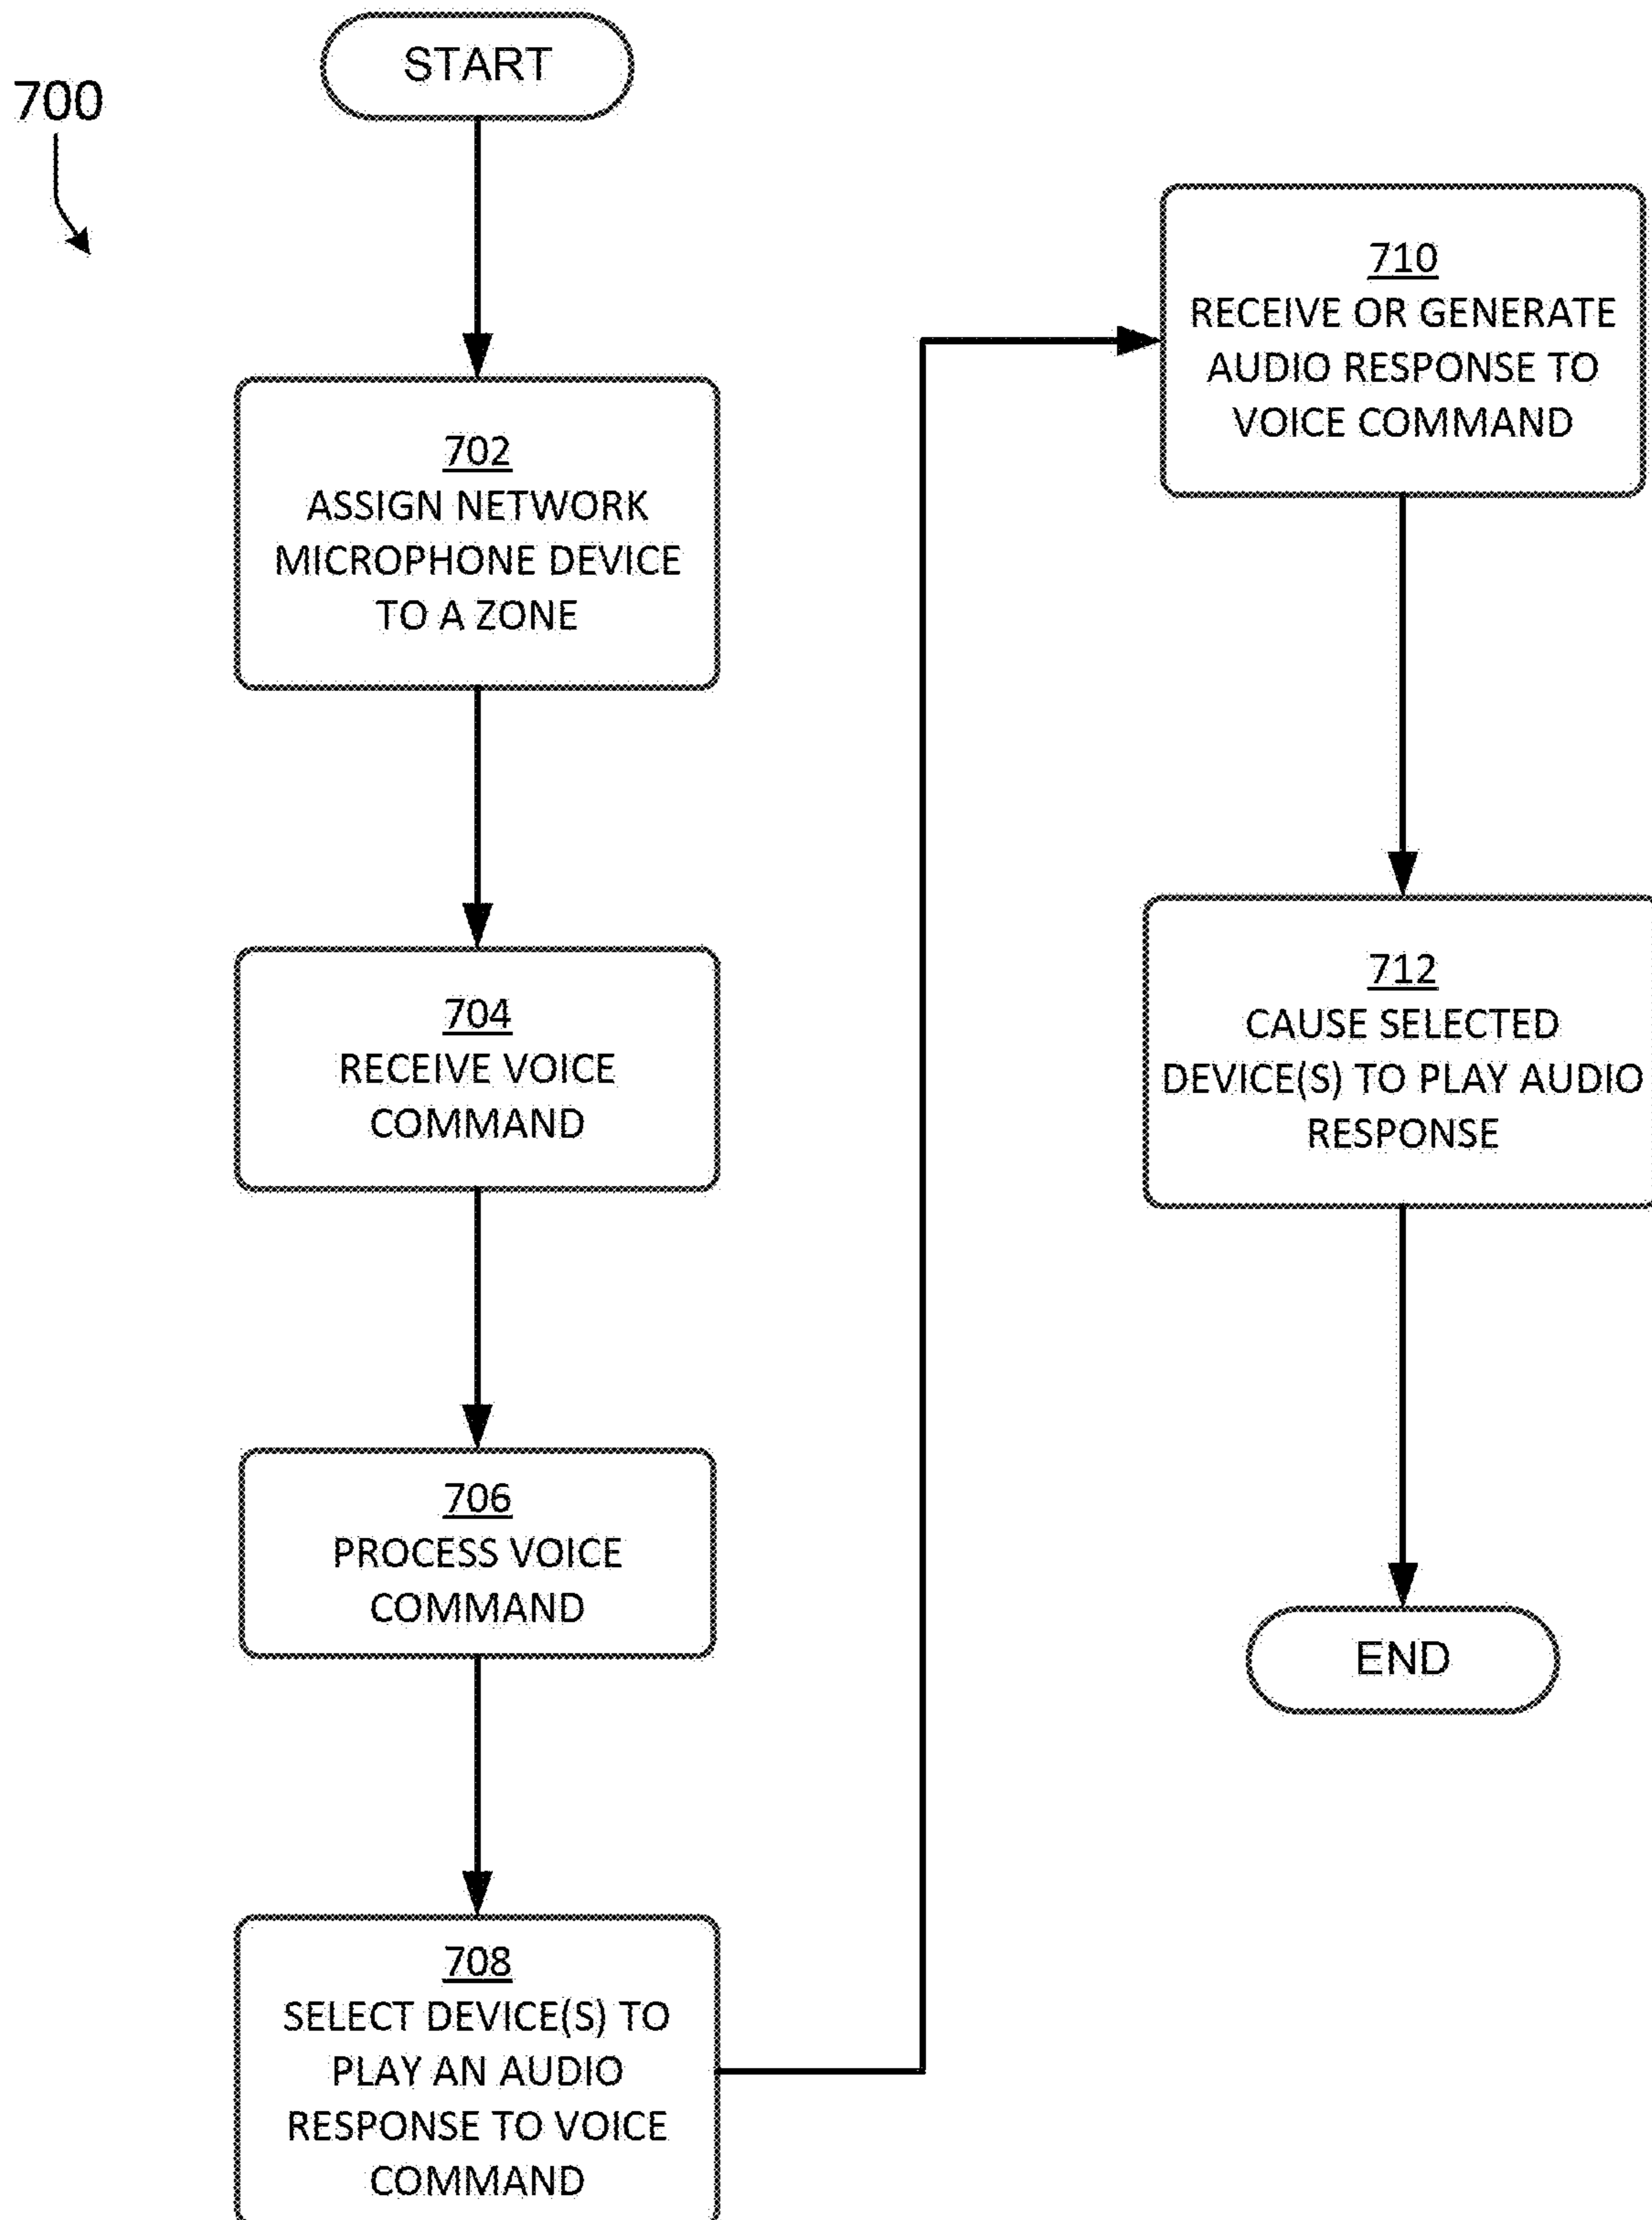 700
START
702
ASSIGN NETWORK
MICROPHONE DEVICE
TO A ZONE
704
RECEIVE VOICE
COMMAND
706
PROCESS VOICE
COMMAND
708
SELECT DEVICE(S) TO
PLAY AN AUDIO
RESPONSE TO VOICE
COMMAND
710
RECEIVE OR GENERATE
AUDIO RESPONSE TO
VOICE COMMAND
712
CAUSE SELECTED
DEVICE(S) TO PLAY AUDIO
RESPONSE
END